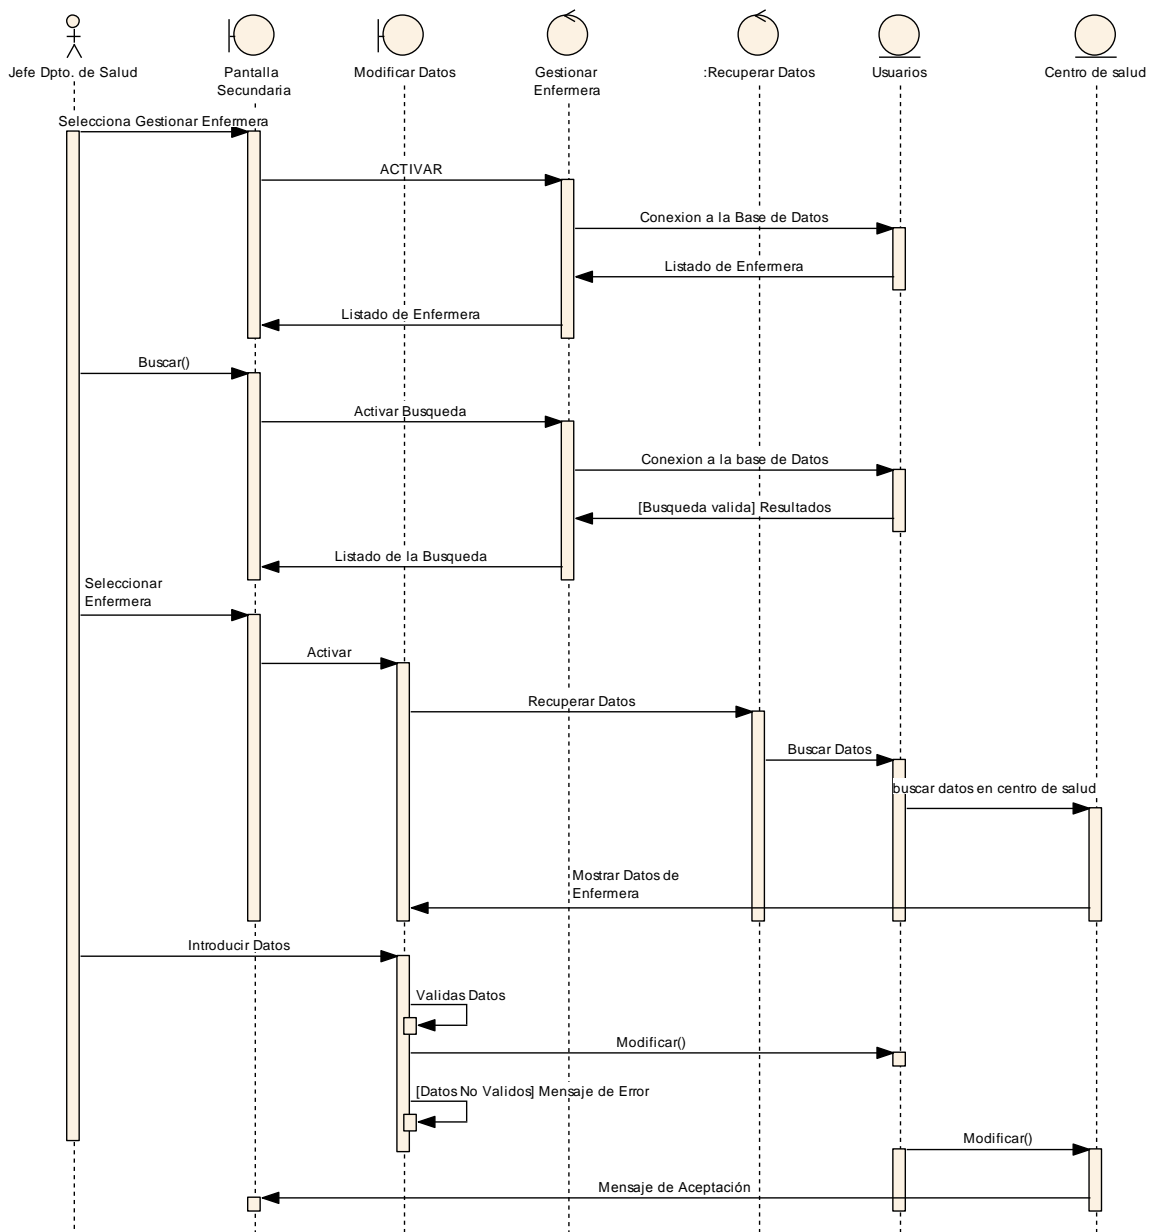 Jefe Dpto. de Salud
Pantalla
Secundaria
Modificar Datos
Gestionar
Enfermera
:Recuperar Datos
Usuarios
Centro de salud
Selecciona Gestionar Enfermera
ACTIVAR
Conexion a la Base de Datos
Listado de Enfermera
Listado de Enfermera
Buscar()
Activar Busqueda
Conexion a la base de Datos
[Busqueda valida] Resultados
Listado de la Busqueda
Seleccionar
Enfermera
Activar
Recuperar Datos
Buscar Datos
buscar datos en centro de salud
Mostrar Datos de
Enfermera
Introducir Datos
Validas Datos
Modificar()
[Datos No Validos] Mensaje de Error
Modificar()
Mensaje de Aceptación